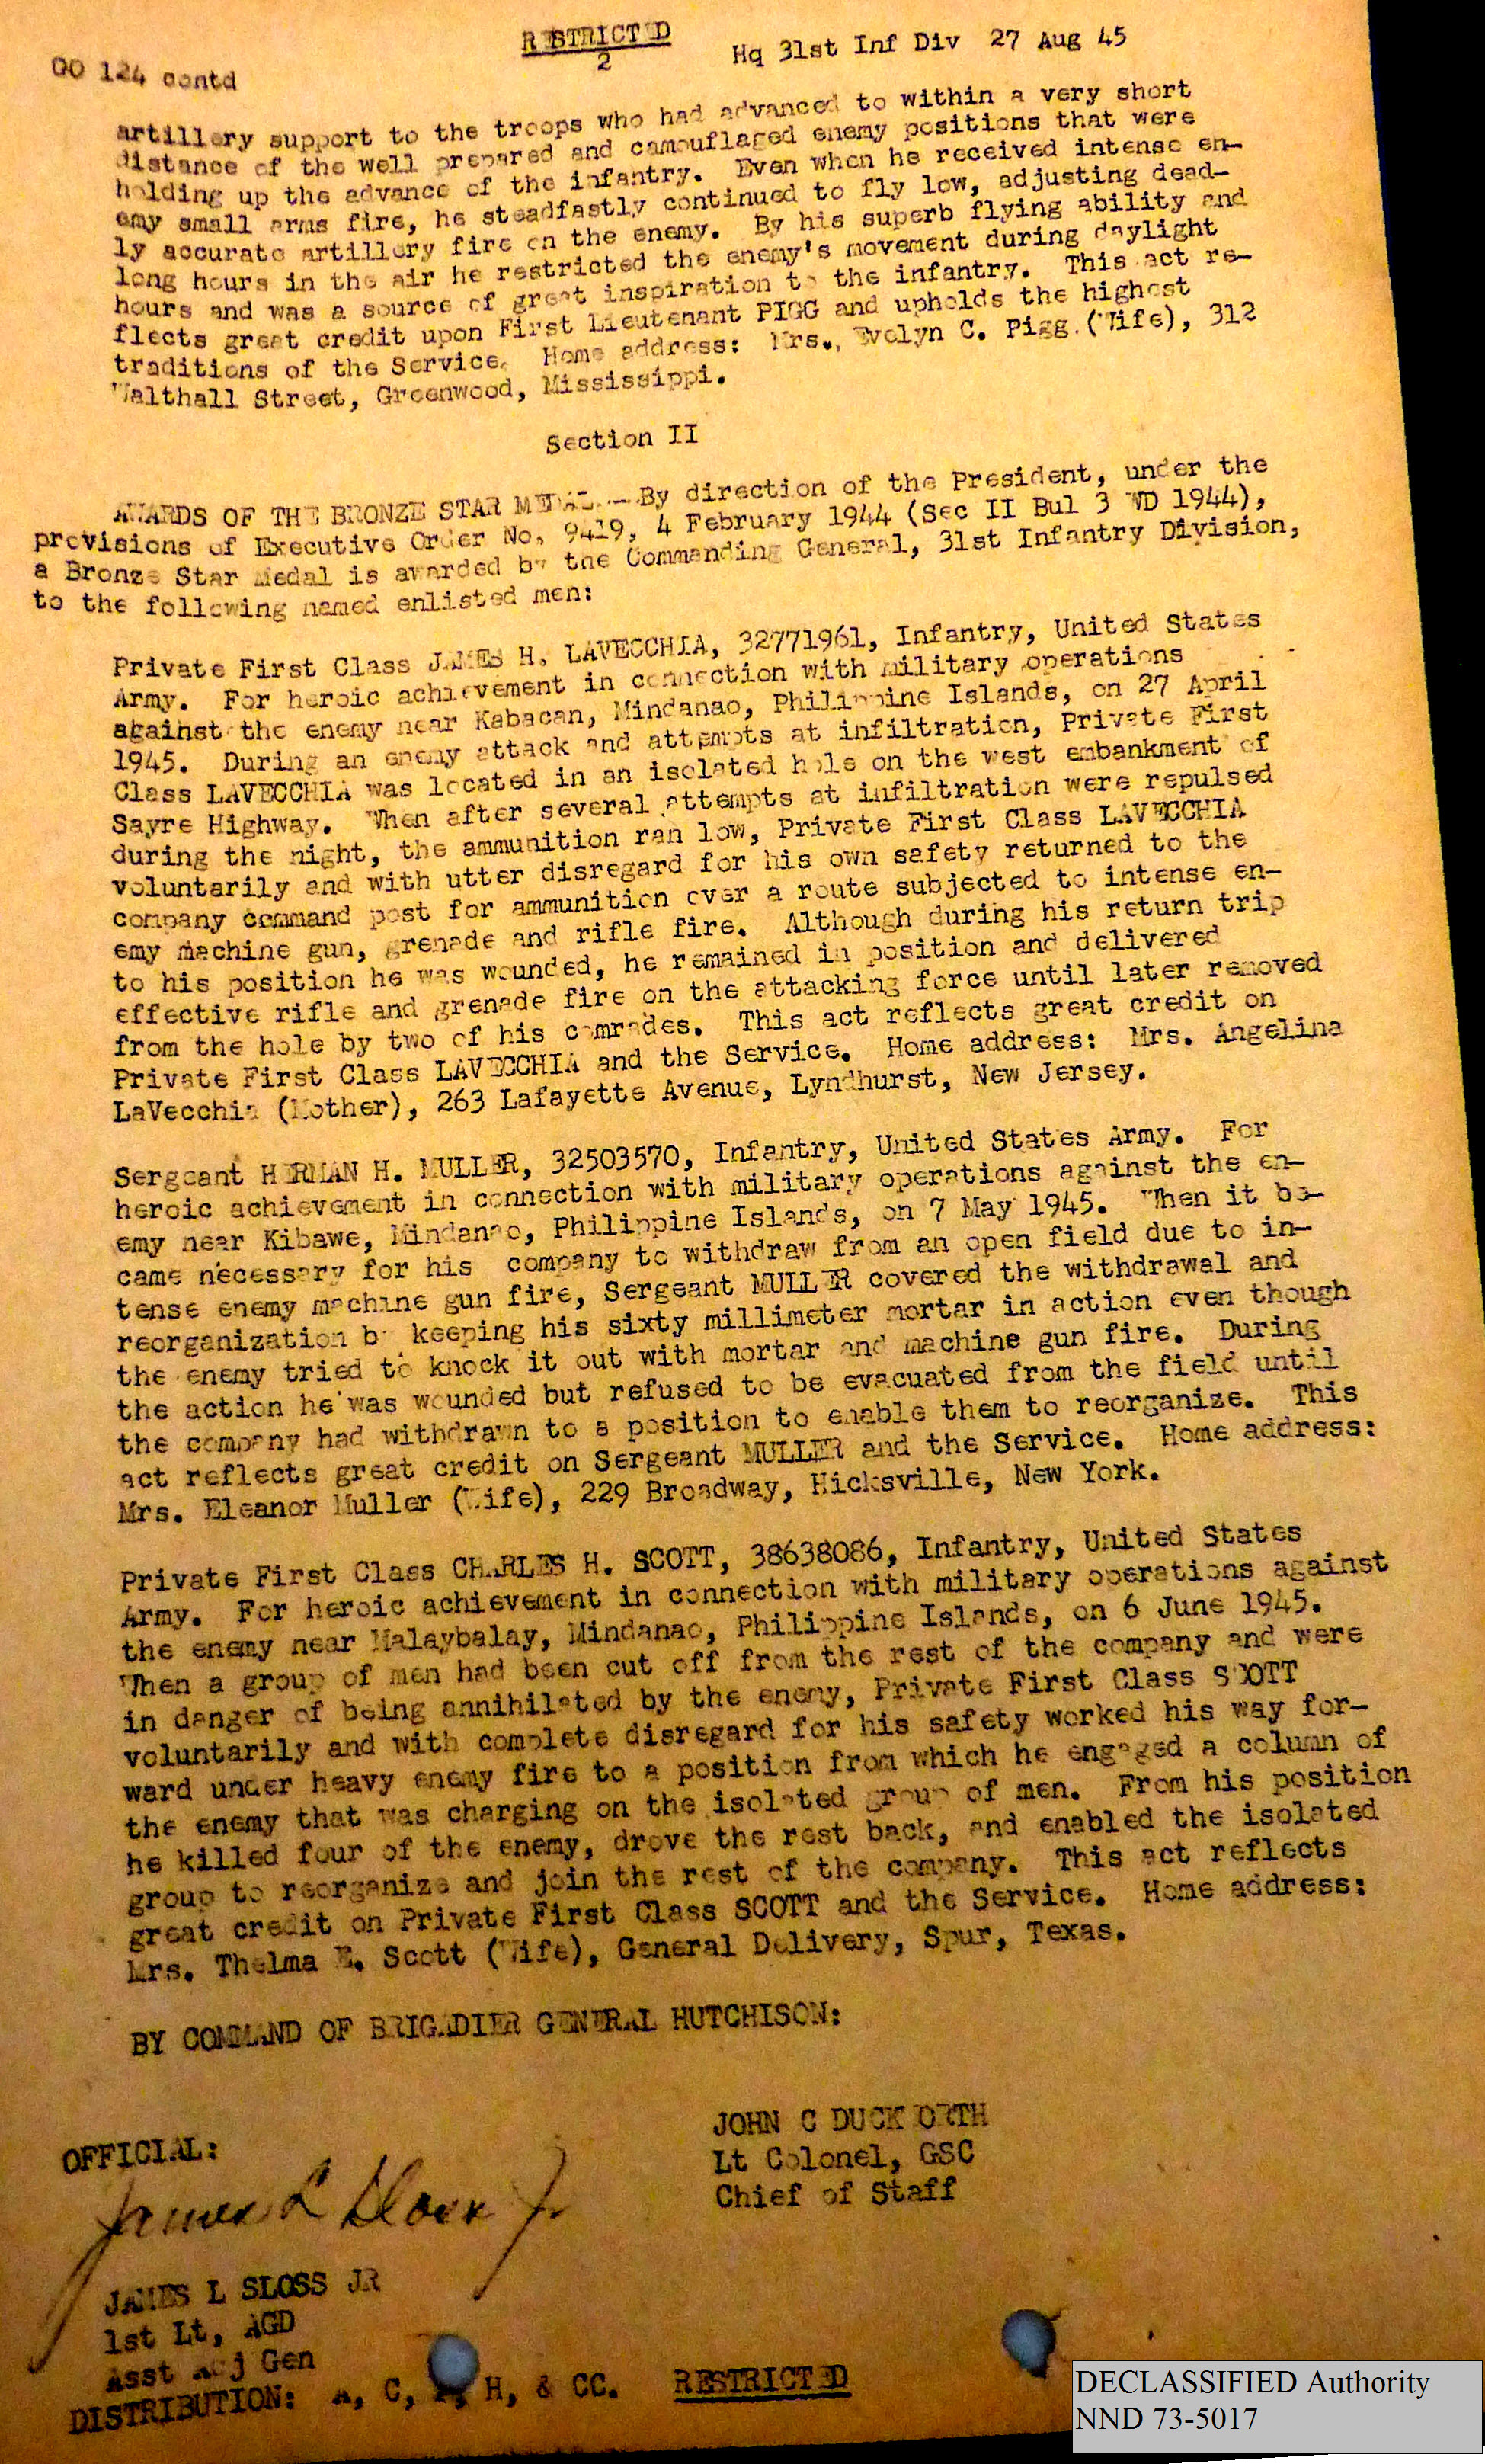 RESTRICTED
2
GO 124 contd
Hq 31st Inf Div 27 Aug 45
artillery support to the troops who had advanced to within a very short
distance of the well prepared and camouflaged enemy positions that were
holding up the advance of the infantry. Even when he received intense en-
emy small arms fire, he steadfastly continued to fly low, adjusting dead-
ly accurate artillery fire on the enemy. By his superb flying ability and
long hours in the air he restricted the enemy's movement during daylight
hours and was a source of great inspiration to the infantry. This act re-
flects great credit upon First Lieutenant PIGG and upholds the highest
traditions of the Service. Home address: Mrs., Evelyn C. Pigg (Wife), 312
Walthall Street, Greenwood, Mississippi.
Section II
AWARDS OF THE BRONZE STAR MEDAL.—By direction of the President, under the
provisions of Executive Order No. 9419, 4 February 1944 (Sec II Bul 3 WD 1944),
a Bronze Star Medal is awarded by the Commanding General, 31st Infantry Division,
to the following named enlisted men:
Private First Class JAMES H. LAVECCHIA, 32771961, Infantry, United States
Army. For heroic achievement in connection with military operations
against the enemy near Kabacan, Mindanao, Philippine Islands, on 27 April
1945. During an enemy attack and attempts at infiltration, Private First
Class LAVECCHIA was located in an isolated hole on the west embankment of
Sayre Highway. When after several attempts at infiltration were repulsed
during the night, the ammunition ran low, Private First Class LAVECCHIA
voluntarily and with utter disregard for his own safety returned to the
company command post for ammunition over a route subjected to intense en-
emy machine gun, grenade and rifle fire. Although during his return trip
to his position he was wounded, he remained in position and delivered
effective rifle and grenade fire on the attacking force until later removed
from the hole by two of his comrades. This act reflects great credit on
Private First Class LAVECCHIA and the Service. Home address: Mrs. Angelina
LaVecchia (Mother), 263 Lafayette Avenue, Lyndhurst, New Jersey.
Sergeant HERMAN H. MULLER, 32503570, Infantry, United States Army. For
heroic achievement in connection with military operations against the en-
emy near Kibawe, Mindanao, Philippine Islands, on 7 May 1945. When it be-
came necessary for his company to withdraw from an open field due to in-
tense enemy machine gun fire, Sergeant MULLER covered the withdrawal and
reorganization by keeping his sixty millimeter mortar in action even though
the enemy tried to knock it out with mortar and machine gun fire. During
the action he was wounded but refused to be evacuated from the field until
the company had withdrawn to a position to enable them to reorganize. This
act reflects great credit on Sergeant MULLER and the Service. Home address:
Mrs. Eleanor Muller (Wife), 229 Broadway, Hicksville, New York.
Private First Class CHARLES H. SCOTT, 38638086, Infantry, United States
Army. For heroic achievement in connection with military operations against
the enemy near Malaybalay, Mindanao, Philippine Islands, on 6 June 1945.
When a group of men had been cut off from the rest of the company and were
in danger of being annihilated by the enemy, Private First Class SCOTT
voluntarily and with complete disregard for his safety worked his way for-
ward under heavy enemy fire to a position from which he engaged a column of
the enemy that was charging on the isolated group of men. From his position
he killed four of the enemy, drove the rest back, and enabled the isolated
group to reorganize and join the rest of the company. This act reflects
great credit on Private First Class SCOTT and the Service. Home address:
Mrs. Thelma E. Scott (Wife), General Delivery, Spur, Texas.
BY COMMAND OF BRIGADIER GENERAL HUTCHISON:
JOHN C DUCKWORTH
Lt Colonel, GSC
Chief of Staff
OFFICIAL:
James L Sloss Jr
JAMES L SLOSS JR
1st Lt, AGD
Asst Adj Gen
DISTRIBUTION: A, C, H, & CC. RESTRICTED
DECLASSIFIED Authority
NND 73-5017